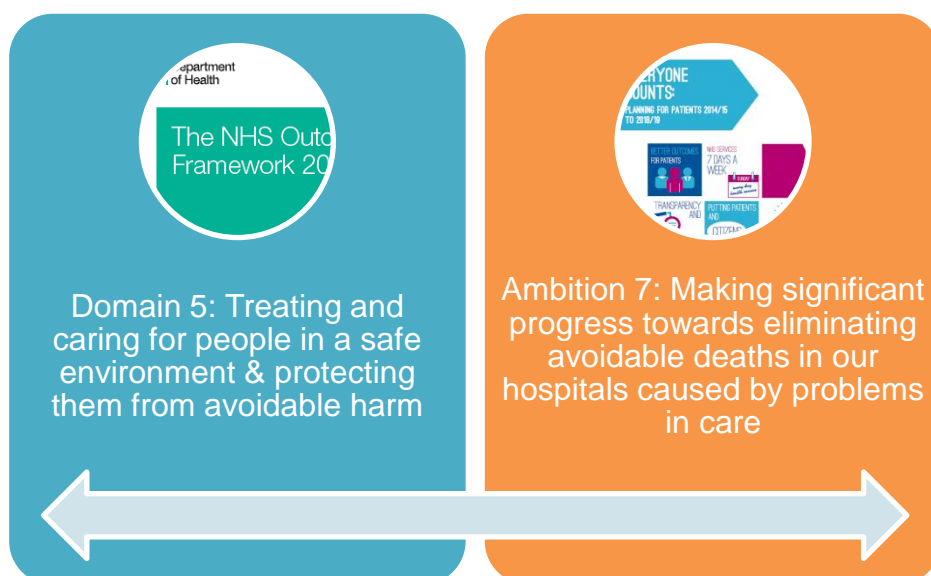 epartment
of Health
The NHS Outco
Framework 20
Domain 5: Treating and
caring for people in a safe
environment & protecting
them from avoidable harm
ERYONE
OUNTS:
PLANNING FOR PATIENTS 2014/15
TO 2018/19
BETTER OUTCOMES
FOR PATIENTS
NHS SERVICES
7 DAYS A
WEEK
TRANSPARENCY
AND
PUTTING PATIENTS
AND
CITIZENS
Ambition 7: Making significant
progress towards eliminating
avoidable deaths in our
hospitals caused by problems
in care